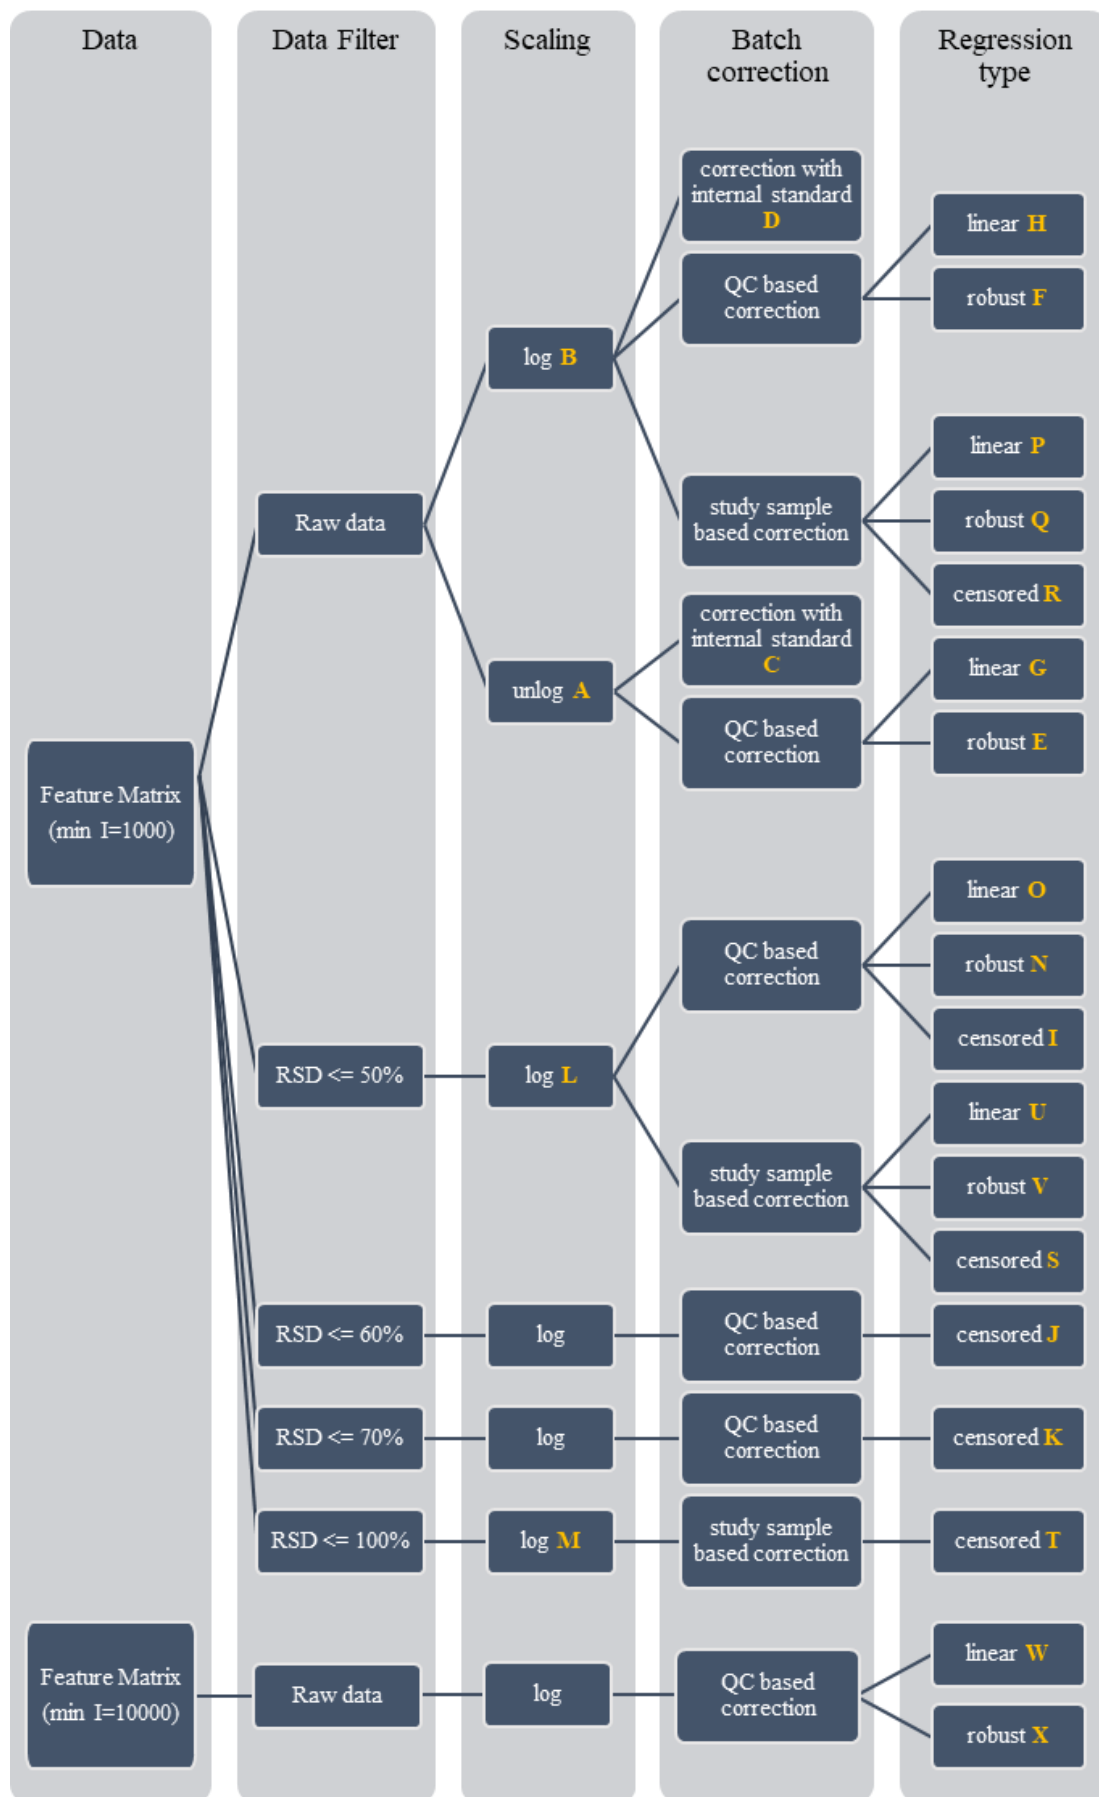 Data
Data Filter
Scaling
Batch
correction
Regression
type
correction with
internal standard
D
QC based
correction
linear H
robust F
log B
linear P
study sample
based correction
robust Q
censored R
Raw data
correction with
internal standard
C
unlog A
QC based
correction
linear G
robust E
Feature Matrix
(min I=1000)
QC based
correction
linear O
robust N
censored I
RSD <= 50%
log L
study sample
based correction
linear U
robust V
censored S
RSD <= 60%
log
QC based
correction
censored J
RSD <= 70%
log
QC based
correction
censored K
RSD <= 100%
log M
study sample
based correction
censored T
Feature Matrix
(min I=10000)
Raw data
log
QC based
correction
linear W
robust X